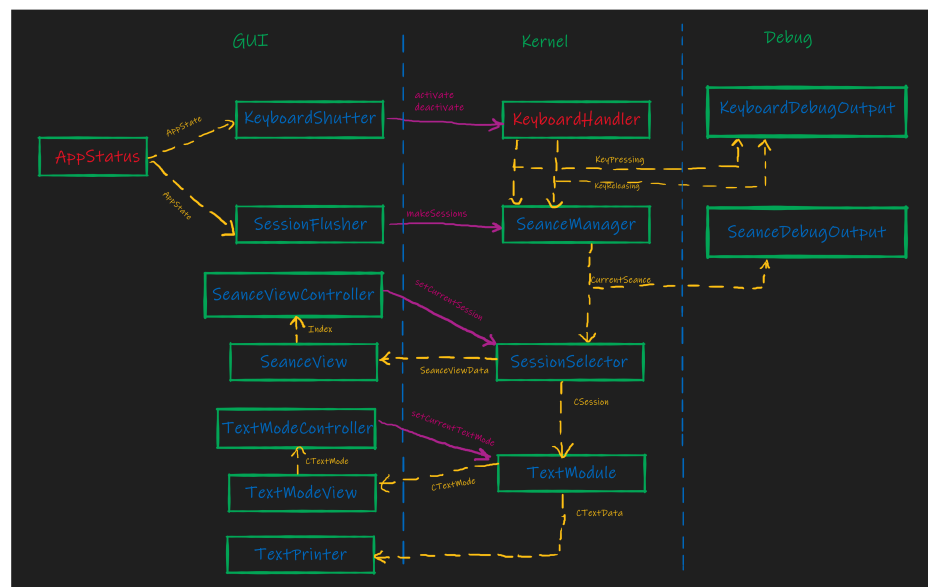 GUI
Kernel
Debug
activate
deactivate
KeyboardShutter
KeyboardHandler
KeyboardDebugOutput
AppState
AppStatus
KeyPressing
KeyReleasing
AppState
SessionFlusher
makeSessions
SeanceManager
SeanceDebugOutput
CurrentSeance
SeanceViewController
setCurrentSession
Index
SeanceView
SeanceViewData
SessionSelector
CSession
TextModeController
setCurrentTextMode
CTextMode
TextModule
CTextMode
TextModeView
CTextData
TextPrinter